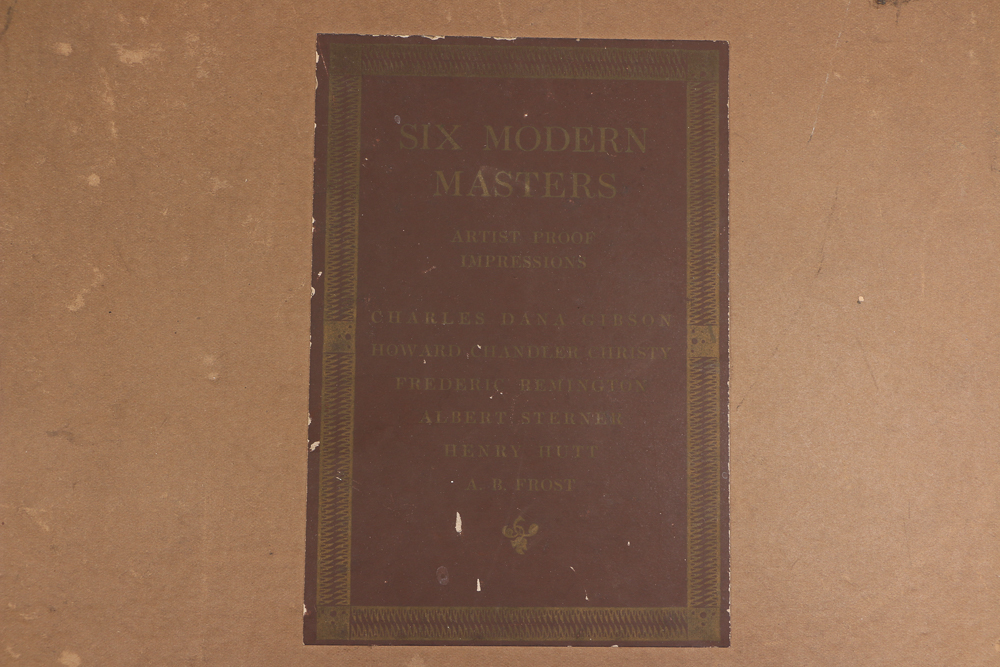 SIX MODERN
MASTERS
ARTIST PROOF
IMPRESSIONS
CHARLES DANA GIBSON
HOWARD CHANDLER CHRISTY
FREDERIC REMINGTON
ALBERT STERNER
HENRY HUTT
A. B. FROST